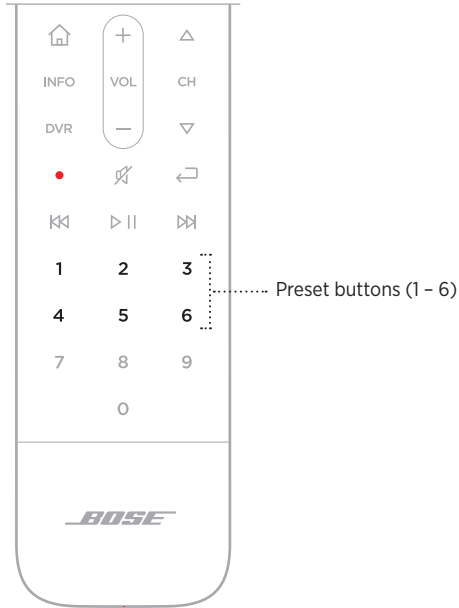 +
INFO VOL CH
DVR −
1 2 3
Preset buttons (1 – 6)
4 5 6
7 8 9
0
BOSE